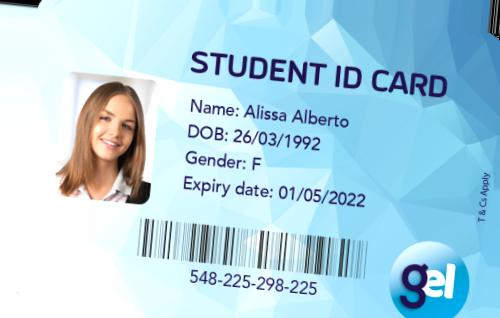 STUDENT ID CARD
Name: Alissa Alberto
DOB: 26/03/1992
Gender: F
Expiry date: 01/05/2022
T & Cs Apply
548-225-298-225
gel